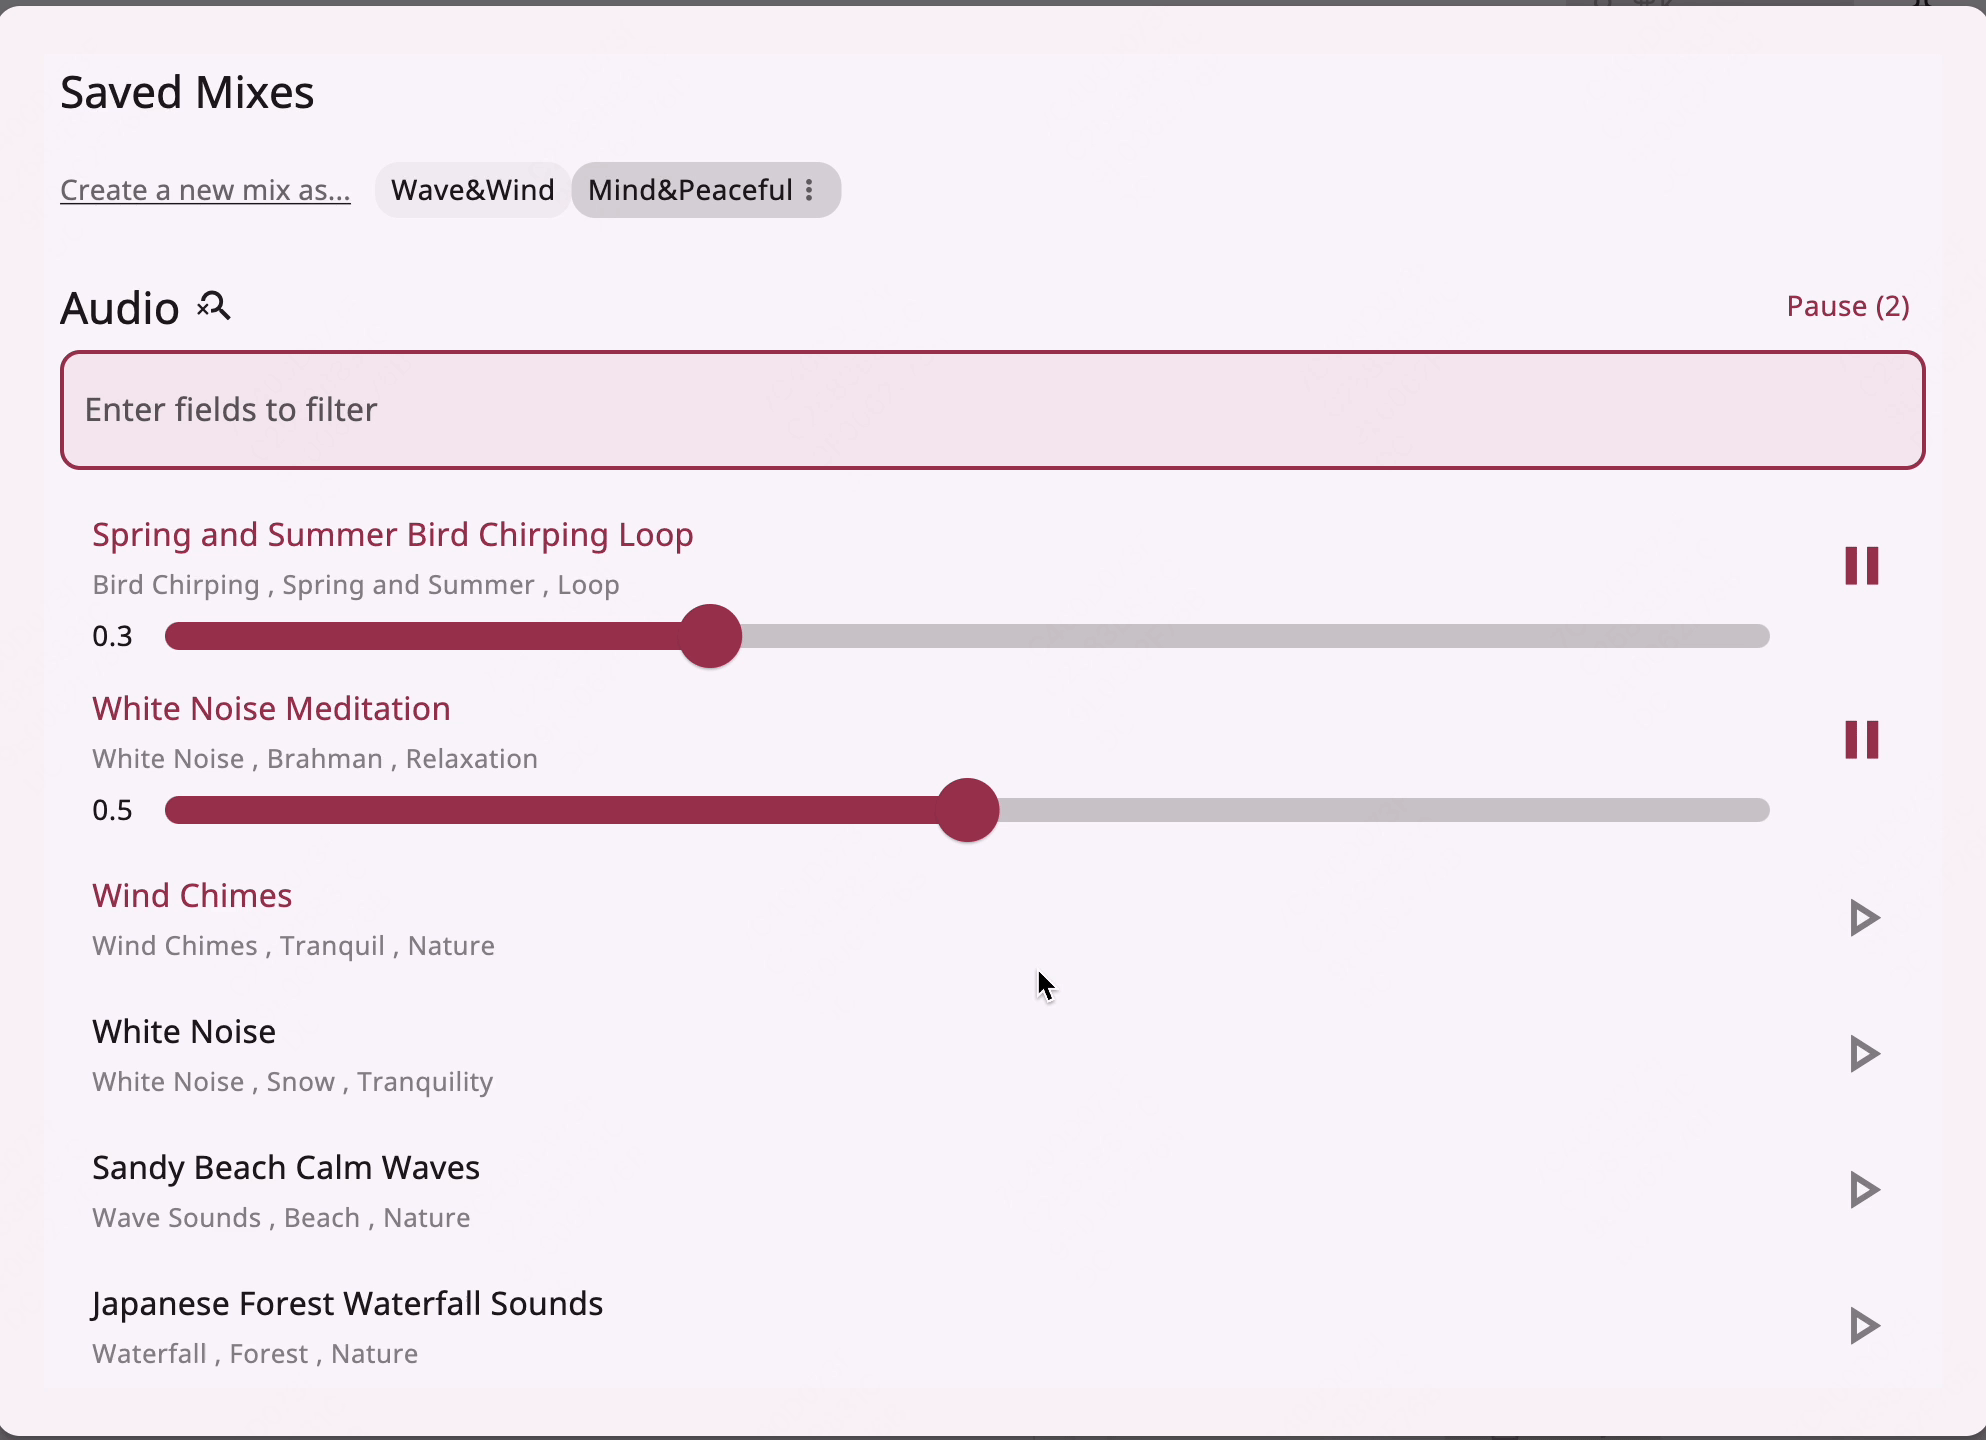 Saved Mixes
Create a new mix as... Wave&Wind Mind&Peaceful
Audio Pause (2)
Enter fields to filter
Spring and Summer Bird Chirping Loop
Bird Chirping , Spring and Summer , Loop
0.3
White Noise Meditation
White Noise , Brahman , Relaxation
0.5
Wind Chimes
Wind Chimes , Tranquil , Nature
White Noise
White Noise , Snow , Tranquility
Sandy Beach Calm Waves
Wave Sounds , Beach , Nature
Japanese Forest Waterfall Sounds
Waterfall , Forest , Nature